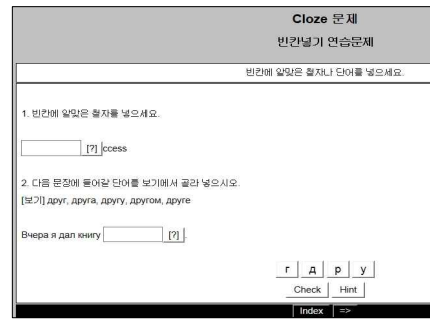 Cloze 문제
빈칸넣기 연습문제
빈칸에 알맞은 철자나 단어를 넣으세요.
1. 빈칸에 알맞은 철자를 넣으세요.
[?] ccess
2. 다음 문장에 들어갈 단어를 보기에서 골라 넣으시오.
[보기] друг, друга, другу, другом, друге
Вчера я дал книгу [?] .
г д р у
Check Hint
Index =>